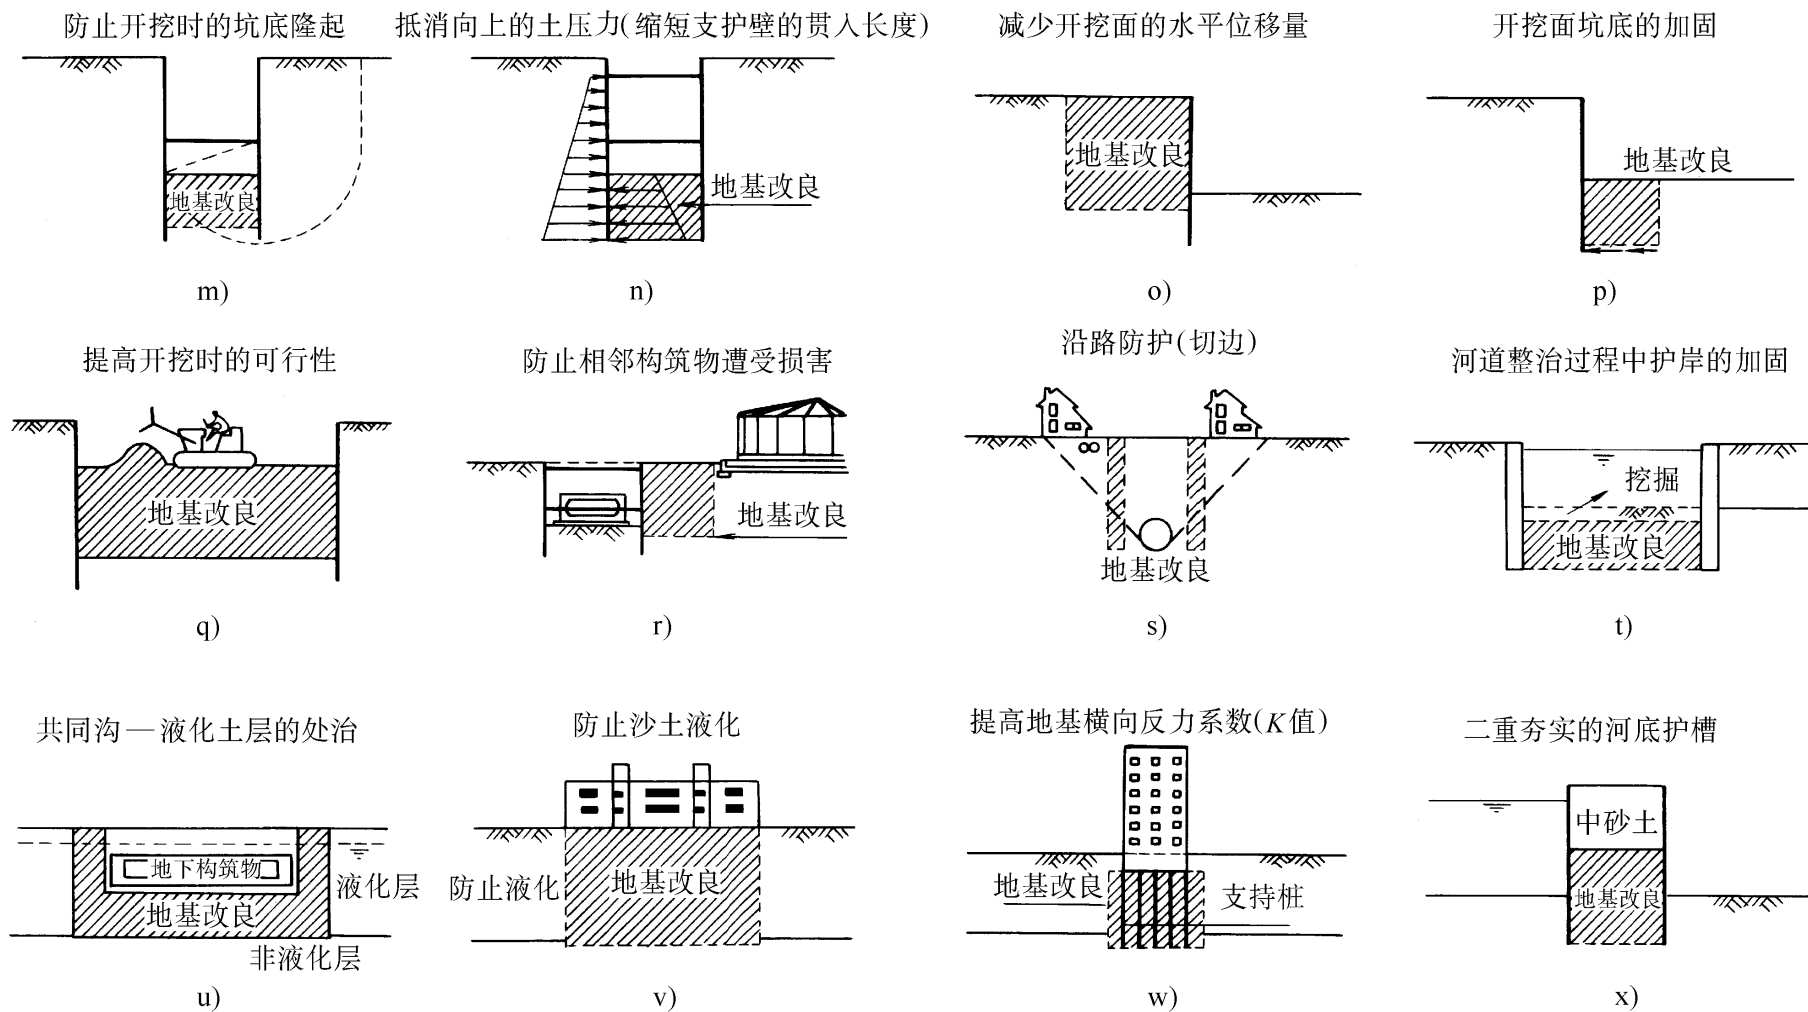 防止开挖时的坑底隆起
地基改良
m)
抵消向上的土压力(缩短支护壁的贯入长度)
地基改良
n)
减少开挖面的水平位移量
地基改良
o)
开挖面坑底的加固
地基改良
p)
提高开挖时的可行性
地基改良
q)
防止相邻构筑物遭受损害
地基改良
r)
沿路防护(切边)
地基改良
s)
河道整治过程中护岸的加固
挖掘
地基改良
t)
共同沟—液化土层的处治
地下构筑物
液化层
地基改良
非液化层
u)
防止沙土液化
防止液化
地基改良
v)
提高地基横向反力系数(K值)
地基改良
支持桩
w)
二重夯实的河底护槽
中砂土
地基改良
x)